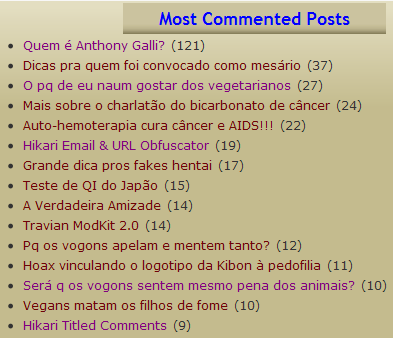 Most Commented Posts
Quem é Anthony Galli? (121)
Dicas pra quem foi convocado como mesário (37)
O pq de eu naum gostar dos vegetarianos (27)
Mais sobre o charlatão do bicarbonato de câncer (24)
Auto-hemoterapia cura câncer e AIDS!!! (22)
Hikari Email & URL Obfuscator (19)
Grande dica pros fakes hentai (17)
Teste de QI do Japão (15)
A Verdadeira Amizade (14)
Travian ModKit 2.0 (14)
Pq os vogons apelam e mentem tanto? (12)
Hoax vinculando o logotipo da Kibon à pedofilia (11)
Será q os vogons sentem mesmo pena dos animais? (10)
Vegans matam os filhos de fome (10)
Hikari Titled Comments (9)